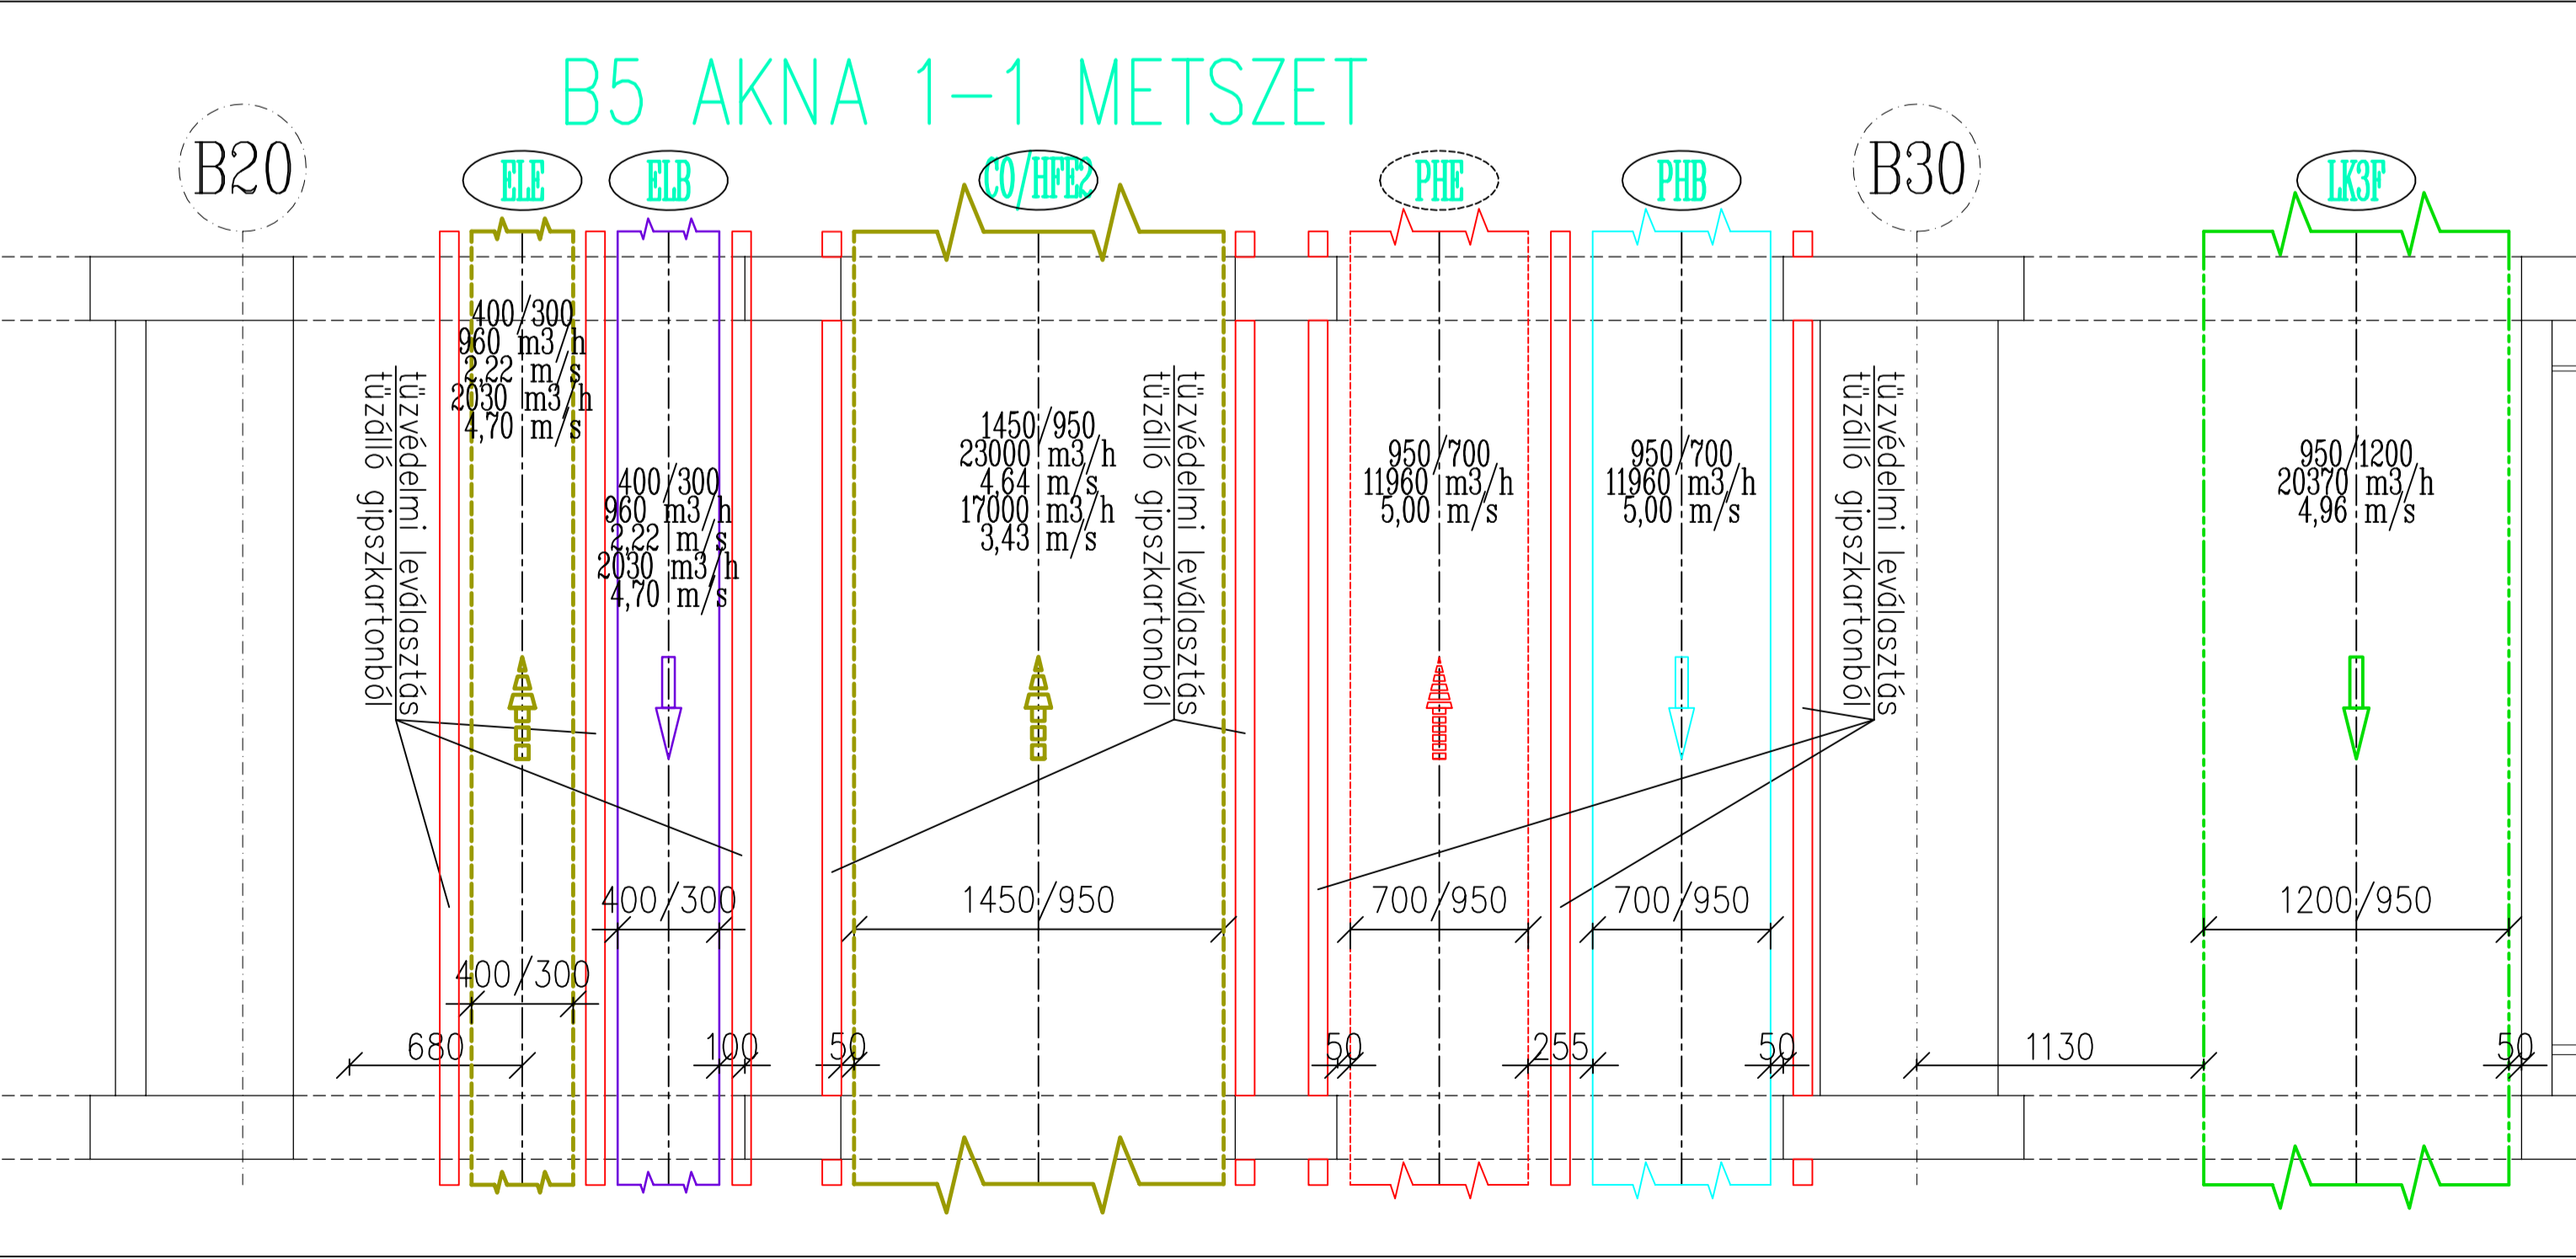 B5 AKNA 1-1 METSZET
B20
ELE
ELB
CO/HFE2
PHE
PHB
B30
LK3F
400/300
960 m3/h
2,22 m/s
2030 m3/h
4,70 m/s
400/300
960 m3/h
2,22 m/s
2030 m3/h
4,70 m/s
1450/950
23000 m3/h
4,64 m/s
17000 m3/h
3,43 m/s
950/700
11960 m3/h
5,00 m/s
950/700
11960 m3/h
5,00 m/s
950/1200
20370 m3/h
4,96 m/s
tűzvédelmi leválasztás
tűzálló gipszkartonból
tűzvédelmi leválasztás
tűzálló gipszkartonból
tűzvédelmi leválasztás
tűzálló gipszkartonból
400/300
1450/950
700/950
700/950
1200/950
400/300
680
100
50
50
255
50
1130
50